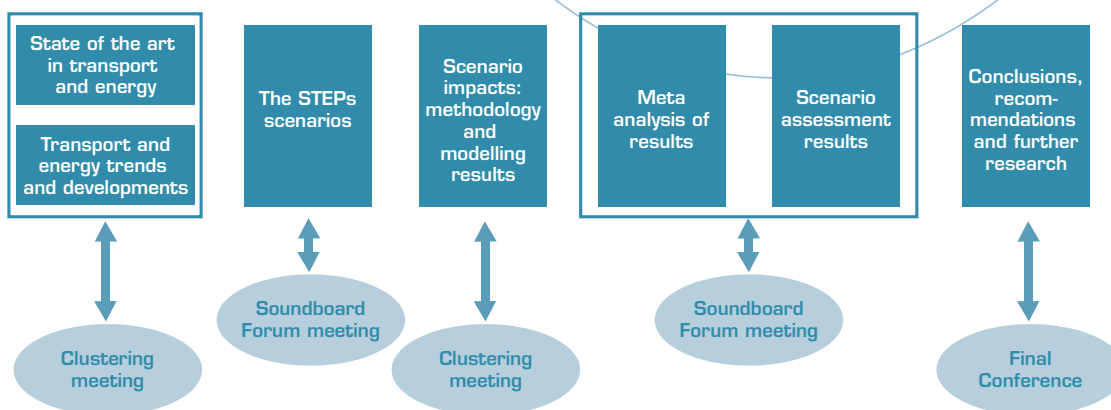 State of the art
in transport
and energy
Transport and
energy trends
and developments
The STEPs
scenarios
Scenario
impacts:
methodology
and
modelling
results
Meta
analysis of
results
Scenario
assessment
results
Conclusions,
recom-
mendations
and further
research
Clustering
meeting
Soundboard
Forum meeting
Clustering
meeting
Soundboard
Forum meeting
Final
Conference